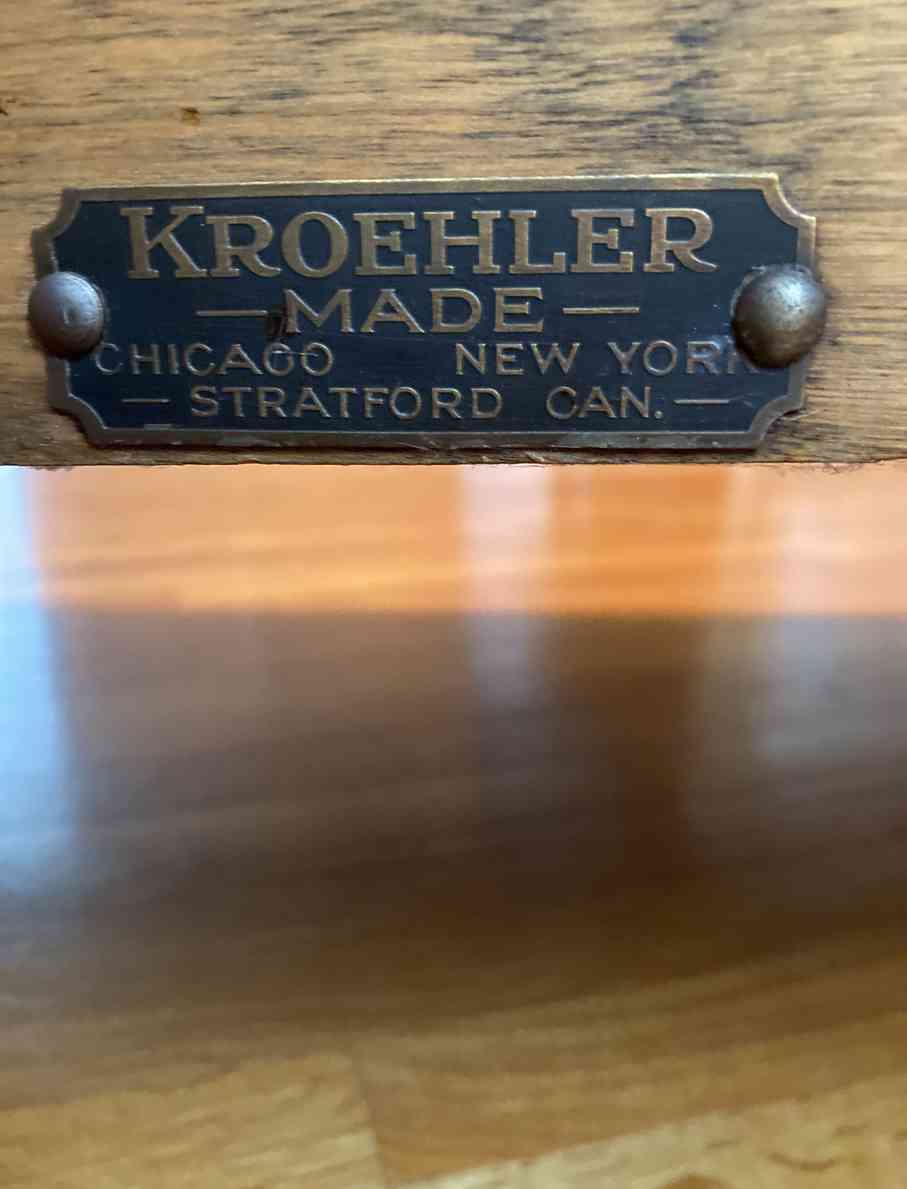 KROEHLER
— MADE —
CHICAGO NEW YORK
— STRATFORD CAN. —